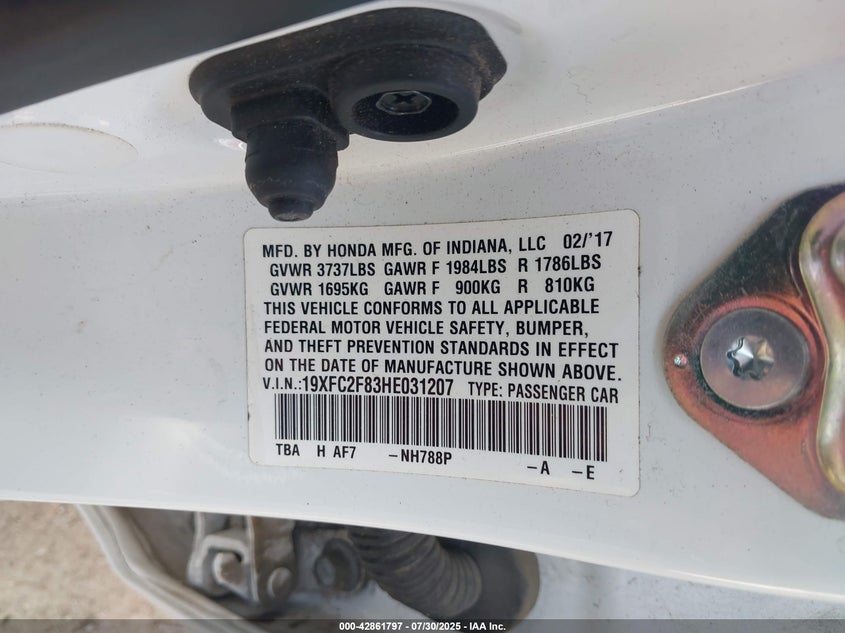 MFD. BY HONDA MFG. OF INDIANA, LLC 02/'17
GVWR 3737LBS GAWR F 1984LBS R 1786LBS
GVWR 1695KG GAWR F 900KG R 810KG
THIS VEHICLE CONFORMS TO ALL APPLICABLE
FEDERAL MOTOR VEHICLE SAFETY, BUMPER,
AND THEFT PREVENTION STANDARDS IN EFFECT
ON THE DATE OF MANUFACTURE SHOWN ABOVE.
V.I.N.:19XFC2F83HE031207 TYPE: PASSENGER CAR
TBA H AF7 -NH788P -A -E
000-42861797 - 07/30/2025 - IAA Inc.